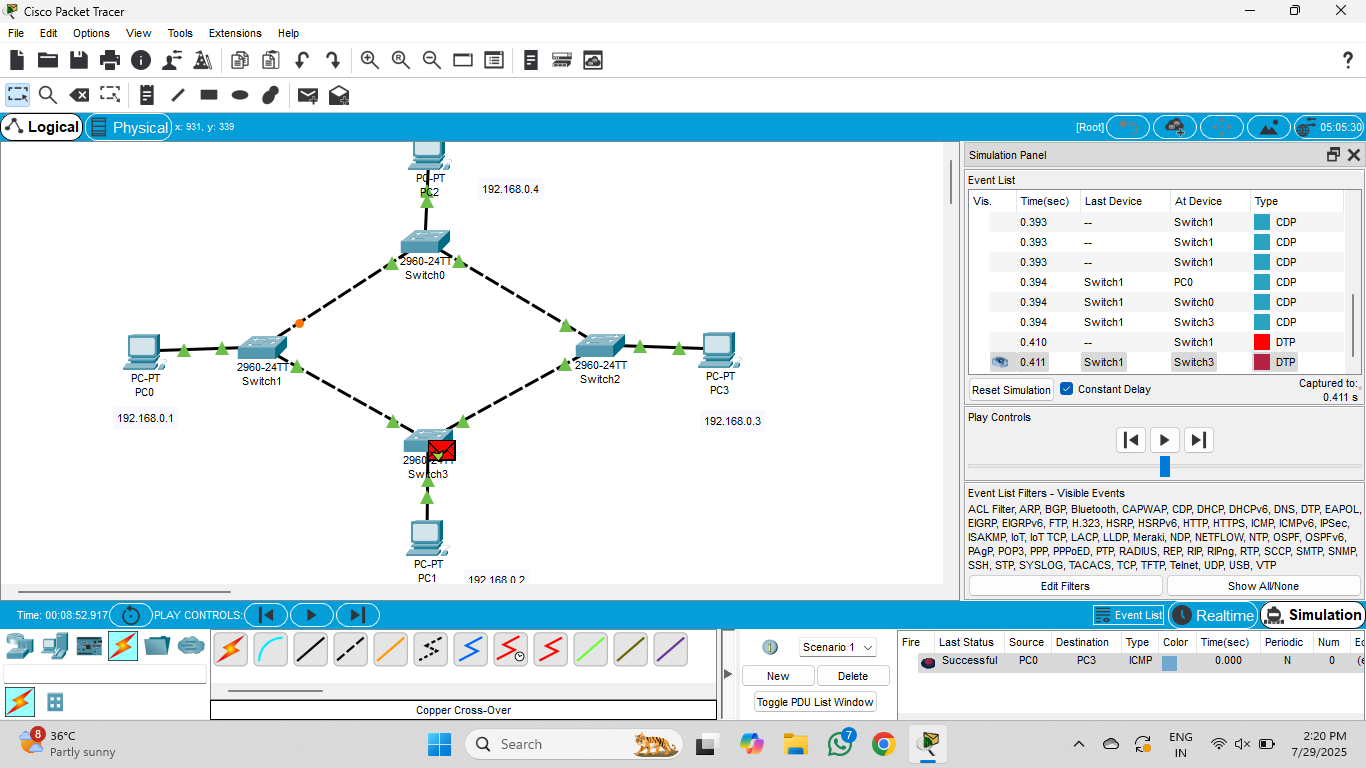 Cisco Packet Tracer
File Edit Options View Tools Extensions Help
Logical Physical x: 931, y: 339 [Root] 05:05:30
PC-PT
PC2
192.168.0.4
2960-24TT
Switch0
2960-24TT
Switch1
2960-24TT
Switch2
PC-PT
PC0
PC-PT
PC3
192.168.0.1
192.168.0.3
2960-24TT
Switch3
PC-PT
PC1
192.168.0.2
Simulation Panel
Event List
Vis. Time(sec) Last Device At Device Type
0.393 -- Switch1 CDP
0.393 -- Switch1 CDP
0.393 -- Switch1 CDP
0.394 Switch1 PC0 CDP
0.394 Switch1 Switch0 CDP
0.394 Switch1 Switch3 CDP
0.410 -- Switch1 DTP
0.411 Switch1 Switch3 DTP
Reset Simulation Constant Delay Captured to:
0.411 s
Play Controls
Event List Filters - Visible Events
ACL Filter, ARP, BGP, Bluetooth, CAPWAP, CDP, DHCP, DHCPv6, DNS, DTP, EAPOL,
EIGRP, EIGRPv6, FTP, H.323, HSRP, HSRPv6, HTTP, HTTPS, ICMP, ICMPv6, IPSec,
ISAKMP, IoT, IoT TCP, LACP, LLDP, Meraki, NDP, NETFLOW, NTP, OSPF, OSPFv6,
PAgP, POP3, PPP, PPPoED, PTP, RADIUS, REP, RIP, RIPng, RTP, SCCP, SMTP, SNMP,
SSH, STP, SYSLOG, TACACS, TCP, TFTP, Telnet, UDP, USB, VTP
Edit Filters Show All/None
Time: 00:08:52.917 PLAY CONTROLS: Event List Realtime Simulation
Copper Cross-Over
Scenario 1
New Delete
Toggle PDU List Window
Fire Last Status Source Destination Type Color Time(sec) Periodic Num
Successful PC0 PC3 ICMP 0.000 N 0
8 36°C
Partly sunny
Search
7
ENG
IN
2:20 PM
7/29/2025